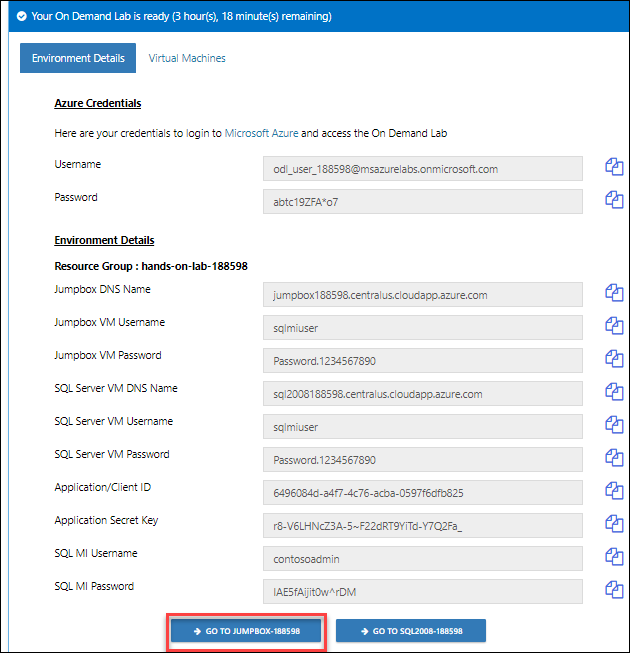 Your On Demand Lab is ready (3 hour(s), 18 minute(s) remaining)
Environment Details
Virtual Machines
Azure Credentials
Here are your credentials to login to Microsoft Azure and access the On Demand Lab
Username
odl_user_188598@msazurelabs.onmicrosoft.com
Password
abtc19ZFA*o7
Environment Details
Resource Group : hands-on-lab-188598
Jumpbox DNS Name
jumpbox188598.centralus.cloudapp.azure.com
Jumpbox VM Username
sqlmiuser
Jumpbox VM Password
Password.1234567890
SQL Server VM DNS Name
sql2008188598.centralus.cloudapp.azure.com
SQL Server VM Username
sqlmiuser
SQL Server VM Password
Password.1234567890
Application/Client ID
6496084d-a4f7-4c76-acba-0597f6dfb825
Application Secret Key
r8-V6LHNcZ3A-5~F22dRT9YiTd-Y7Q2Fa_
SQL MI Username
contosoadmin
SQL MI Password
IAE5fAijit0w^rDM
GO TO JUMPBOX-188598
GO TO SQL2008-188598